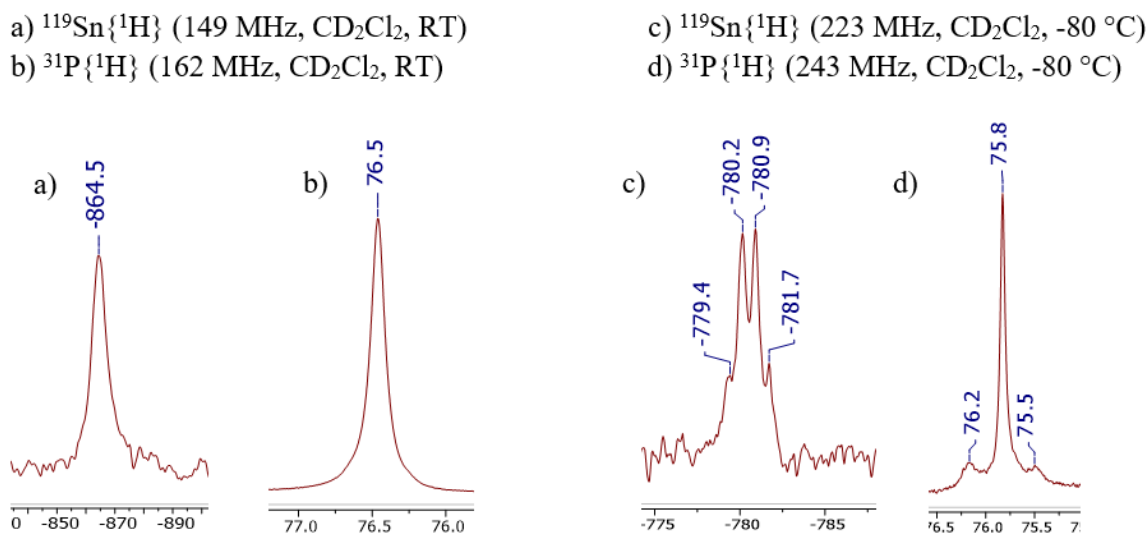 a) ¹¹⁹Sn{¹H} (149 MHz, CD₂Cl₂, RT)
b) ³¹P{¹H} (162 MHz, CD₂Cl₂, RT)
c) ¹¹⁹Sn{¹H} (223 MHz, CD₂Cl₂, -80 °C)
d) ³¹P{¹H} (243 MHz, CD₂Cl₂, -80 °C)
a)
-864.5
0 -850 -870 -890
b)
76.5
77.0 76.5 76.0
c)
-779.4
-780.2
-780.9
-781.7
-775 -780 -785
d)
76.2
75.8
75.5
76.5 76.0 75.5